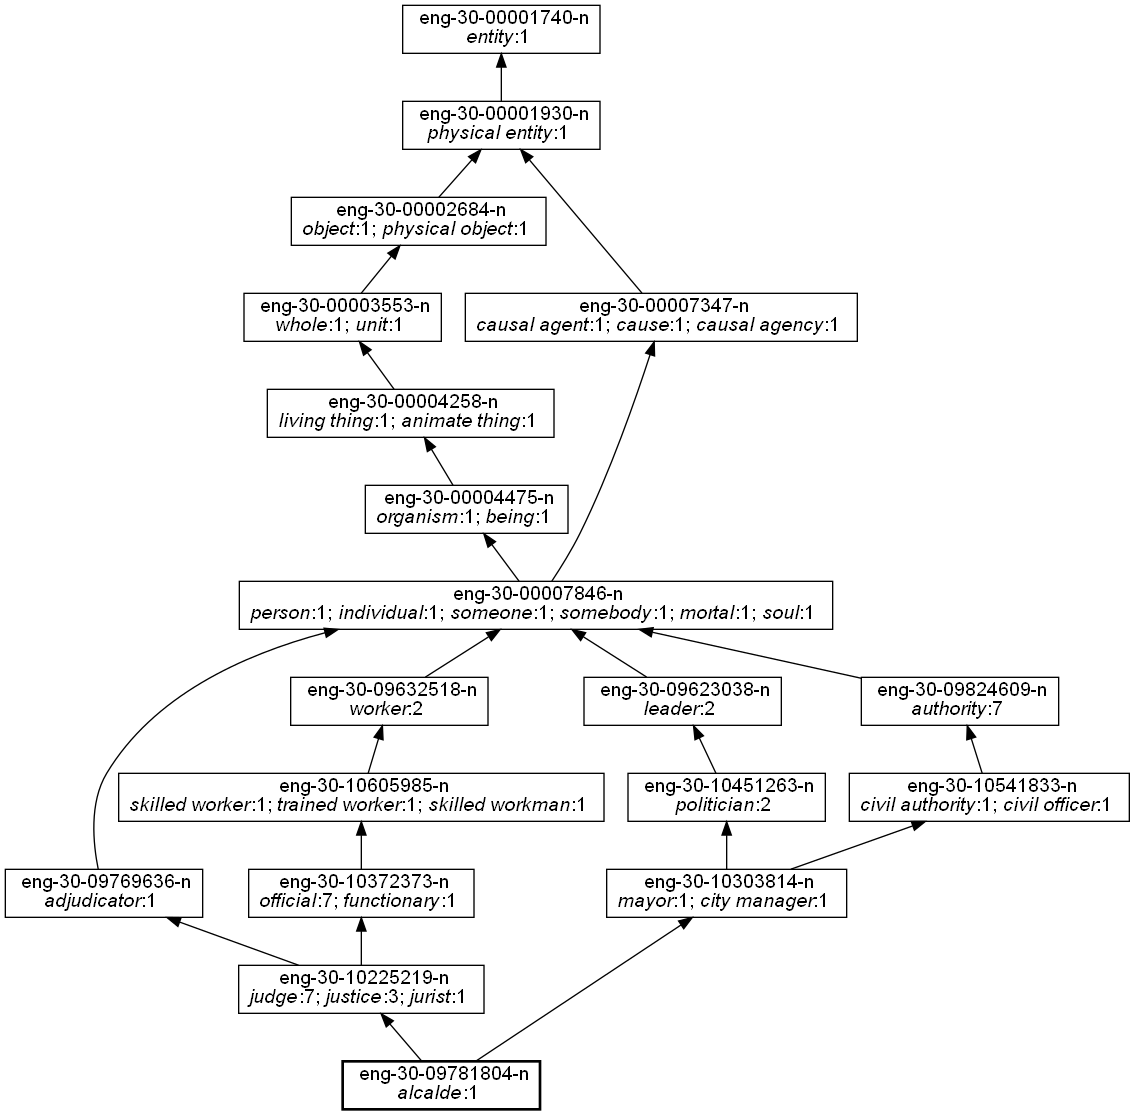 eng-30-00001740-n
entity:1
eng-30-00001930-n
physical entity:1
eng-30-00002684-n
object:1; physical object:1
eng-30-00003553-n
whole:1; unit:1
eng-30-00007347-n
causal agent:1; cause:1; causal agency:1
eng-30-00004258-n
living thing:1; animate thing:1
eng-30-00004475-n
organism:1; being:1
eng-30-00007846-n
person:1; individual:1; someone:1; somebody:1; mortal:1; soul:1
eng-30-09632518-n
worker:2
eng-30-09623038-n
leader:2
eng-30-09824609-n
authority:7
eng-30-10605985-n
skilled worker:1; trained worker:1; skilled workman:1
eng-30-10451263-n
politician:2
eng-30-10541833-n
civil authority:1; civil officer:1
eng-30-09769636-n
adjudicator:1
eng-30-10372373-n
official:7; functionary:1
eng-30-10303814-n
mayor:1; city manager:1
eng-30-10225219-n
judge:7; justice:3; jurist:1
eng-30-09781804-n
alcalde:1